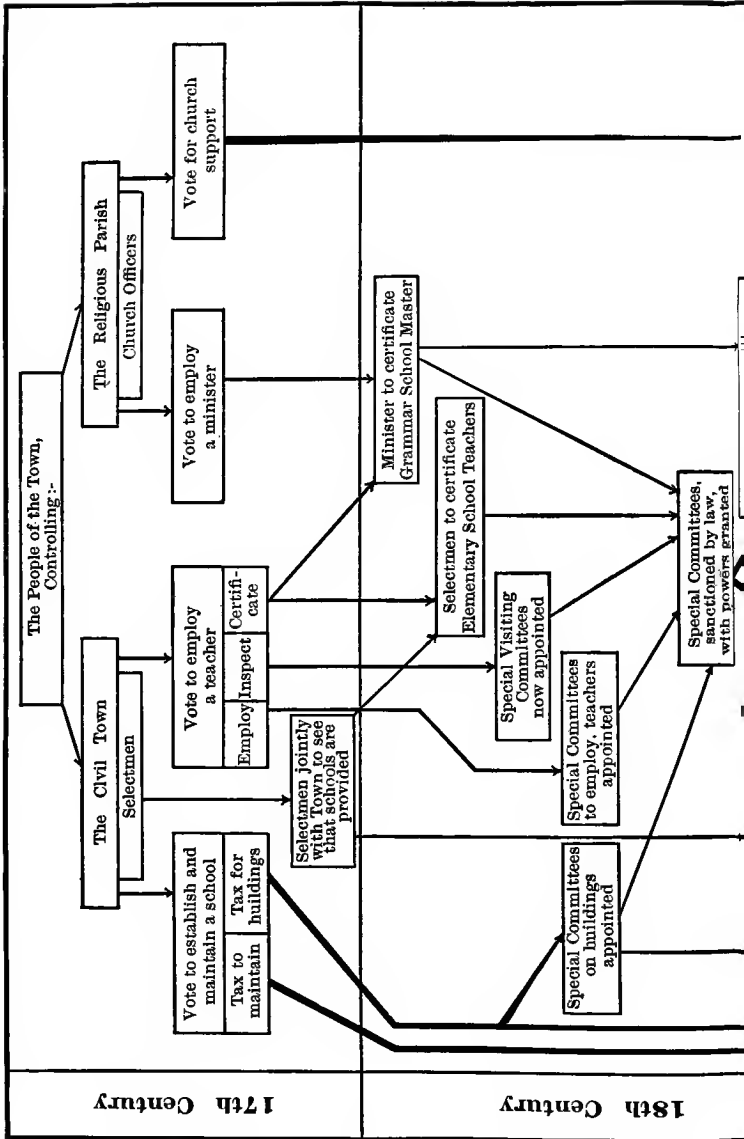 The People of the Town,
Controlling:-
The Civil Town
Selectmen
The Religious Parish
Church Officers
Vote to establish and
maintain a school
Tax to
maintain
Tax for
buildings
Vote to employ
a teacher
Employ
Inspect
Certifi-
cate
Vote to employ
a minister
Vote for church
support
Selectmen jointly
with Town to see
that schools are
provided
17th Century
Minister to certificate
Grammar School Master
Selectmen to certificate
Elementary School Teachers
Special Visiting
Committees
now appointed
Special Committees
to employ teachers
appointed
Special Committees
on buildings
appointed
Special Committees,
sanctioned by law,
with powers granted
18th Century